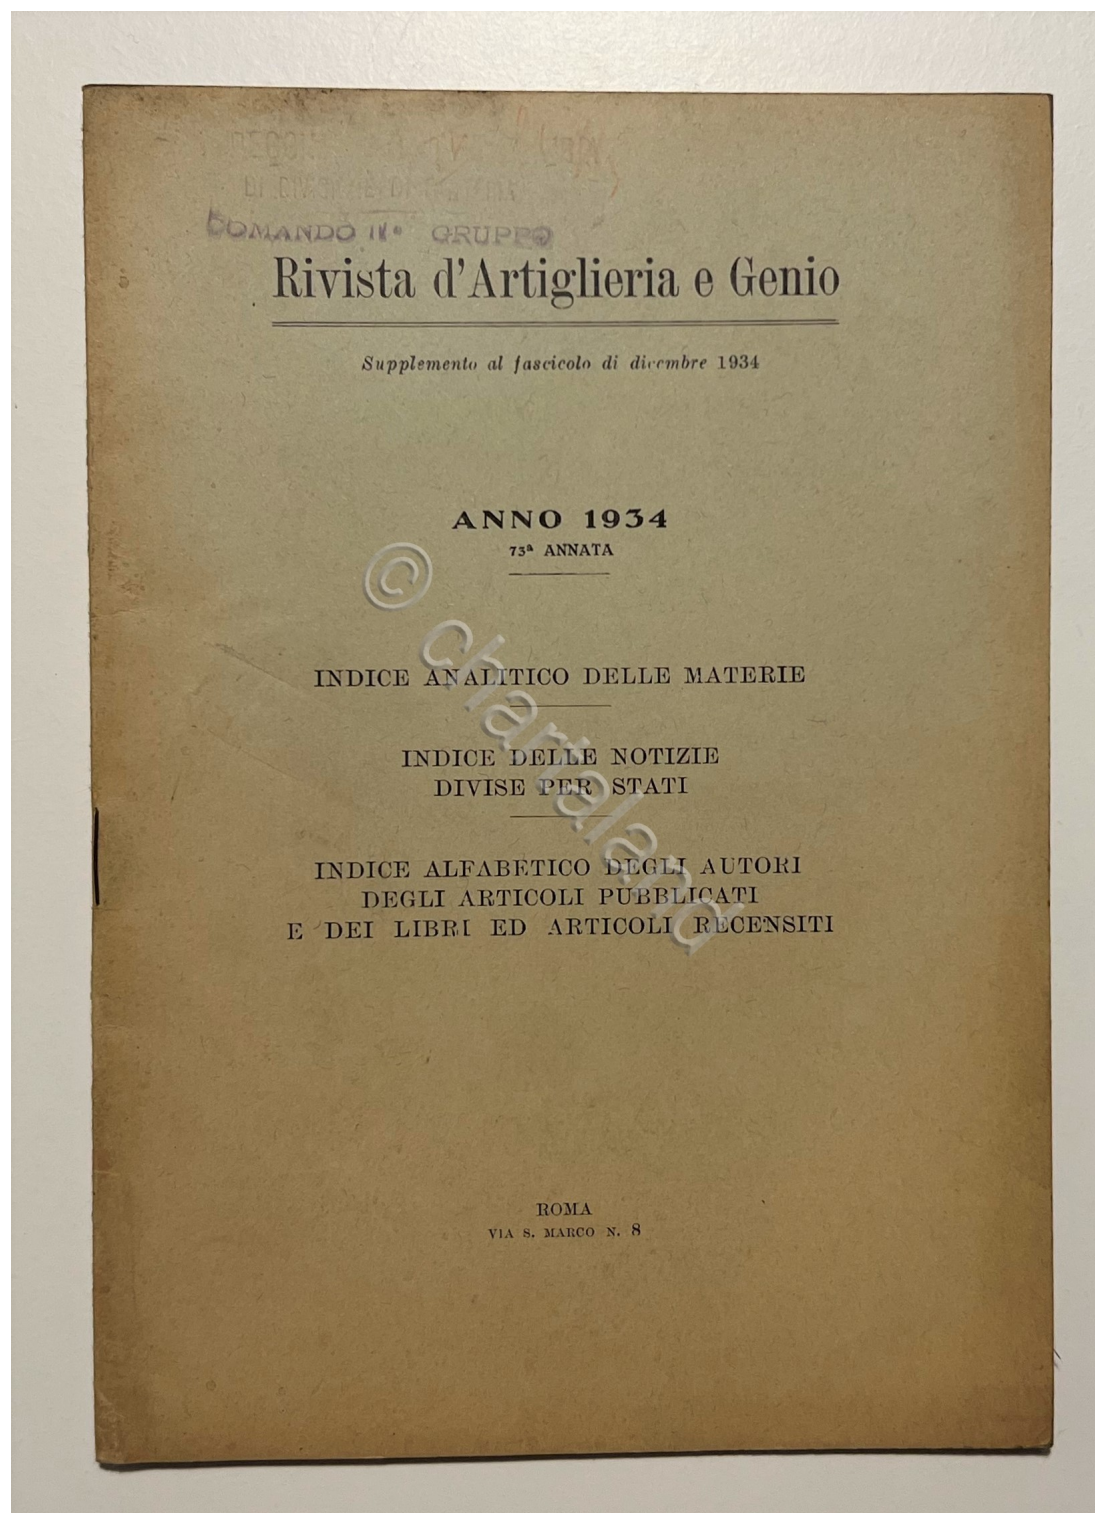 COMANDO II° GRUPPO
Rivista d'Artiglieria e Genio
Supplemento al fascicolo di dicembre 1934
ANNO 1934
73ª ANNATA
INDICE ANALITICO DELLE MATERIE
INDICE DELLE NOTIZIE
DIVISE PER STATI
INDICE ALFABETICO DEGLI AUTORI
DEGLI ARTICOLI PUBBLICATI
E DEI LIBRI ED ARTICOLI RECENSITI
ROMA
VIA S. MARCO N. 8
© chartaland